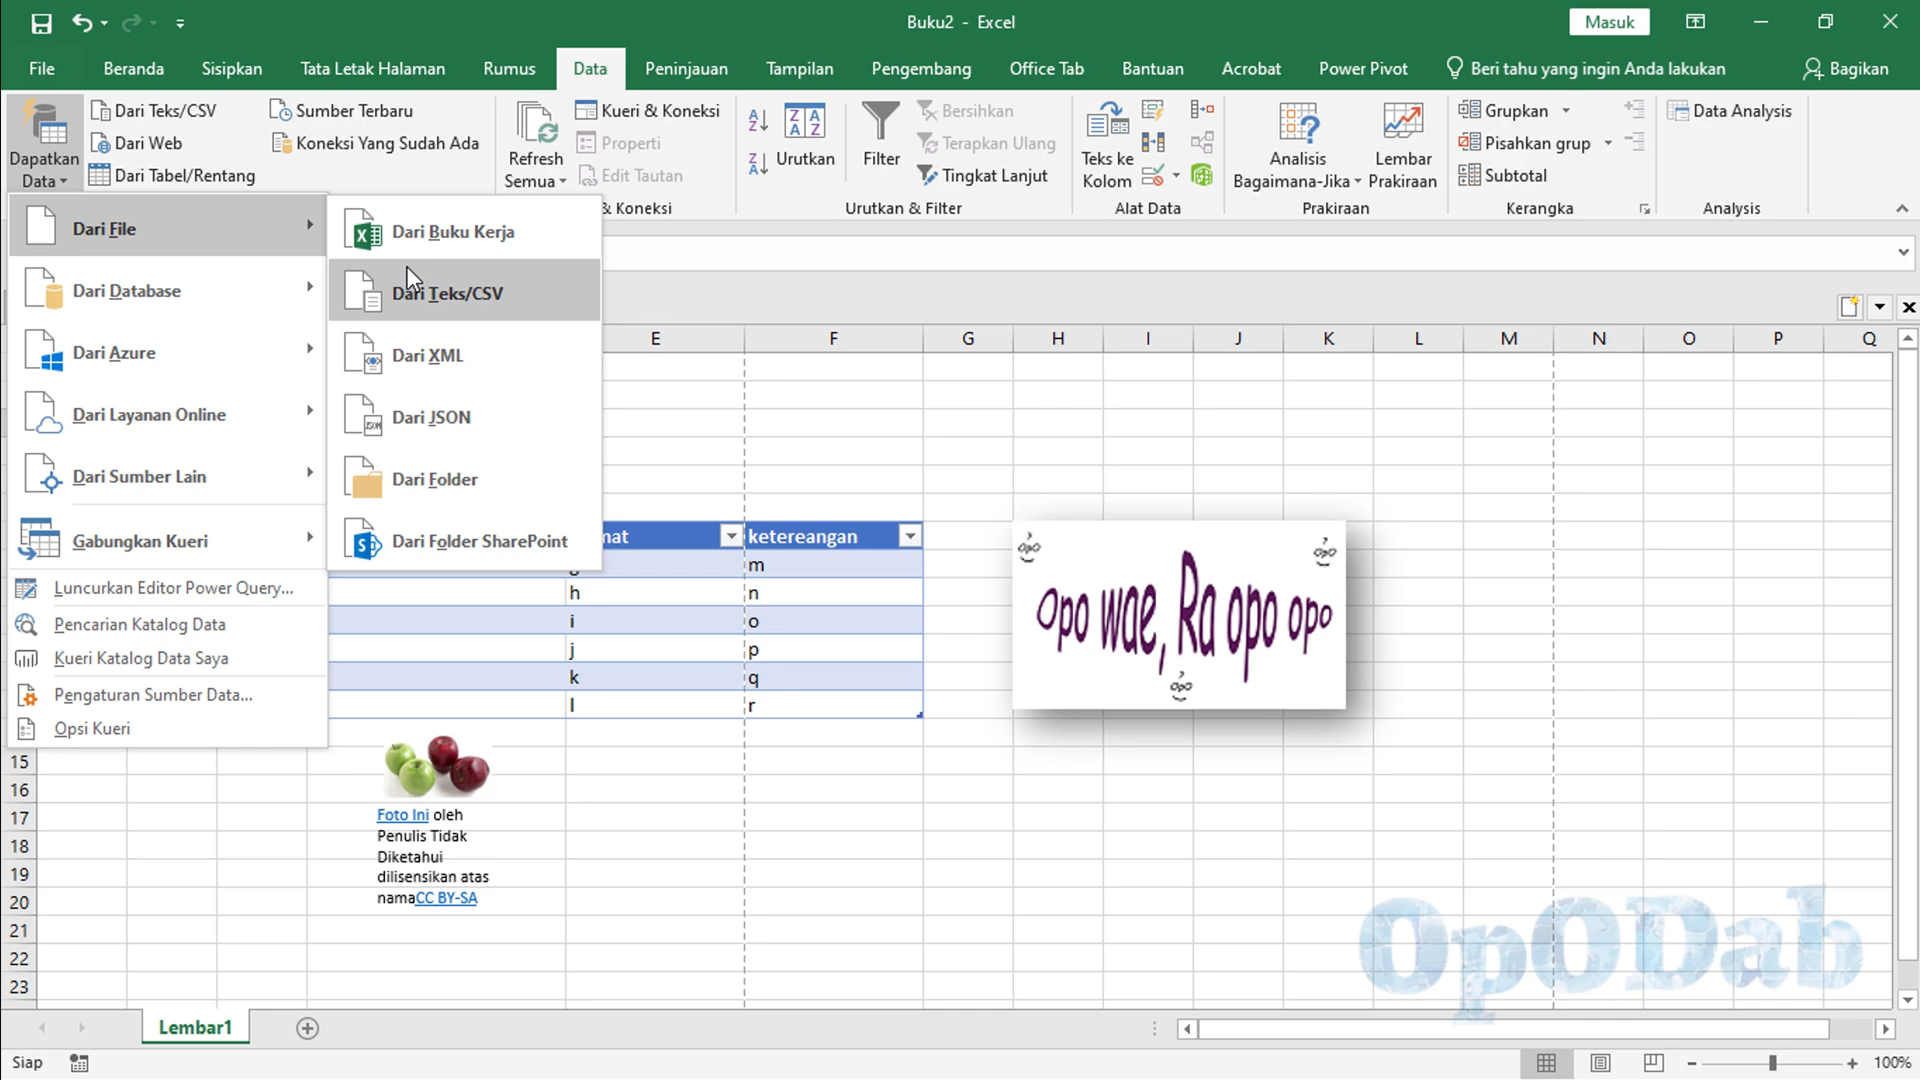 Buku2 - Excel
Masuk
File Beranda Sisipkan Tata Letak Halaman Rumus Data Peninjauan Tampilan Pengembang Office Tab Bantuan Acrobat Power Pivot Beri tahu yang ingin Anda lakukan Bagikan
Dapatkan
Data
Dari Teks/CSV
Dari Web
Dari Tabel/Rentang
Sumber Terbaru
Koneksi Yang Sudah Ada
Refresh
Semua
Kueri & Koneksi
Properti
Edit Tautan
& Koneksi
Urutkan
Filter
Bersihkan
Terapkan Ulang
Tingkat Lanjut
Urutkan & Filter
Teks ke
Kolom
Alat Data
Analisis
Bagaimana-Jika
Lembar
Prakiraan
Prakiraan
Grupkan
Pisahkan grup
Subtotal
Kerangka
Data Analysis
Analysis
Dari File
Dari Database
Dari Azure
Dari Layanan Online
Dari Sumber Lain
Gabungkan Kueri
Luncurkan Editor Power Query...
Pencarian Katalog Data
Kueri Katalog Data Saya
Pengaturan Sumber Data...
Opsi Kueri
Dari Buku Kerja
Dari Teks/CSV
Dari XML
Dari JSON
Dari Folder
Dari Folder SharePoint
E F G H I J K L M N O P Q
mat ketereangan
m
h n
i o
j p
k q
l r
Opo wae, Ra opo opo
15
16
17
18
19
20
21
22
23
Foto Ini oleh
Penulis Tidak
Diketahui
dilisensikan atas
namaCC BY-SA
OpODab
Lembar1
Siap
100%